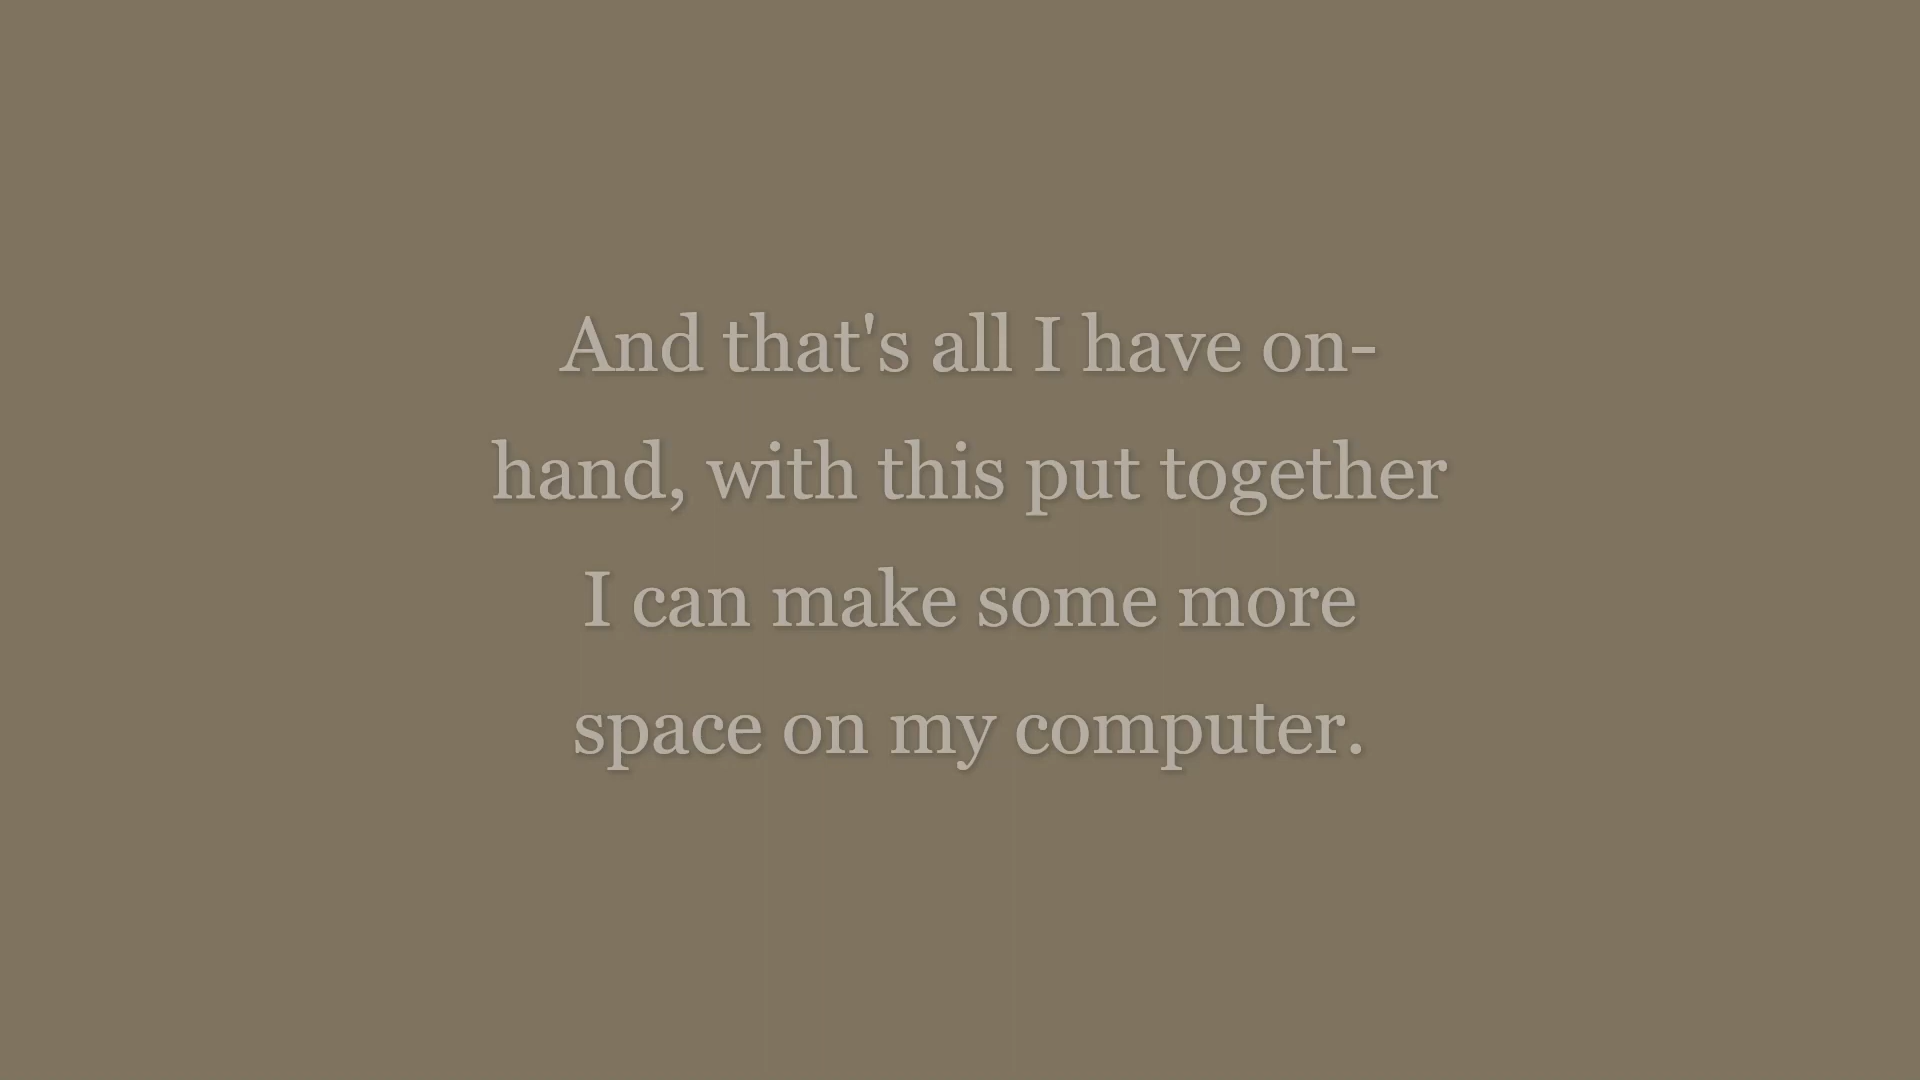 And that's all I have on-
hand, with this put together
I can make some more
space on my computer.